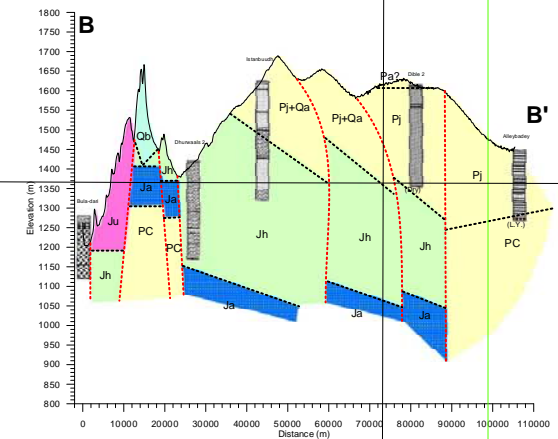 B
1800
1750
1700
1650
1600
1550
1500
1450
1400
1350
1300
1250
1200
1150
1100
1050
1000
950
900
850
800
Elevation (m)
Istanbuudh
Pa?
Dible 2
B'
Pj+Qa
Pj+Qa
Pj
Qb
Dhurwaale 2
Alleybadey
Jh
Pj
Ja
Ja
Bula-dad
Ju
(L.Y.)
PC
PC
PC
Jh
Jh
Jh
Jh
Ja
Ja
Ja
0 10000 20000 30000 40000 50000 60000 70000 80000 90000 100000 110000
Distance (m)